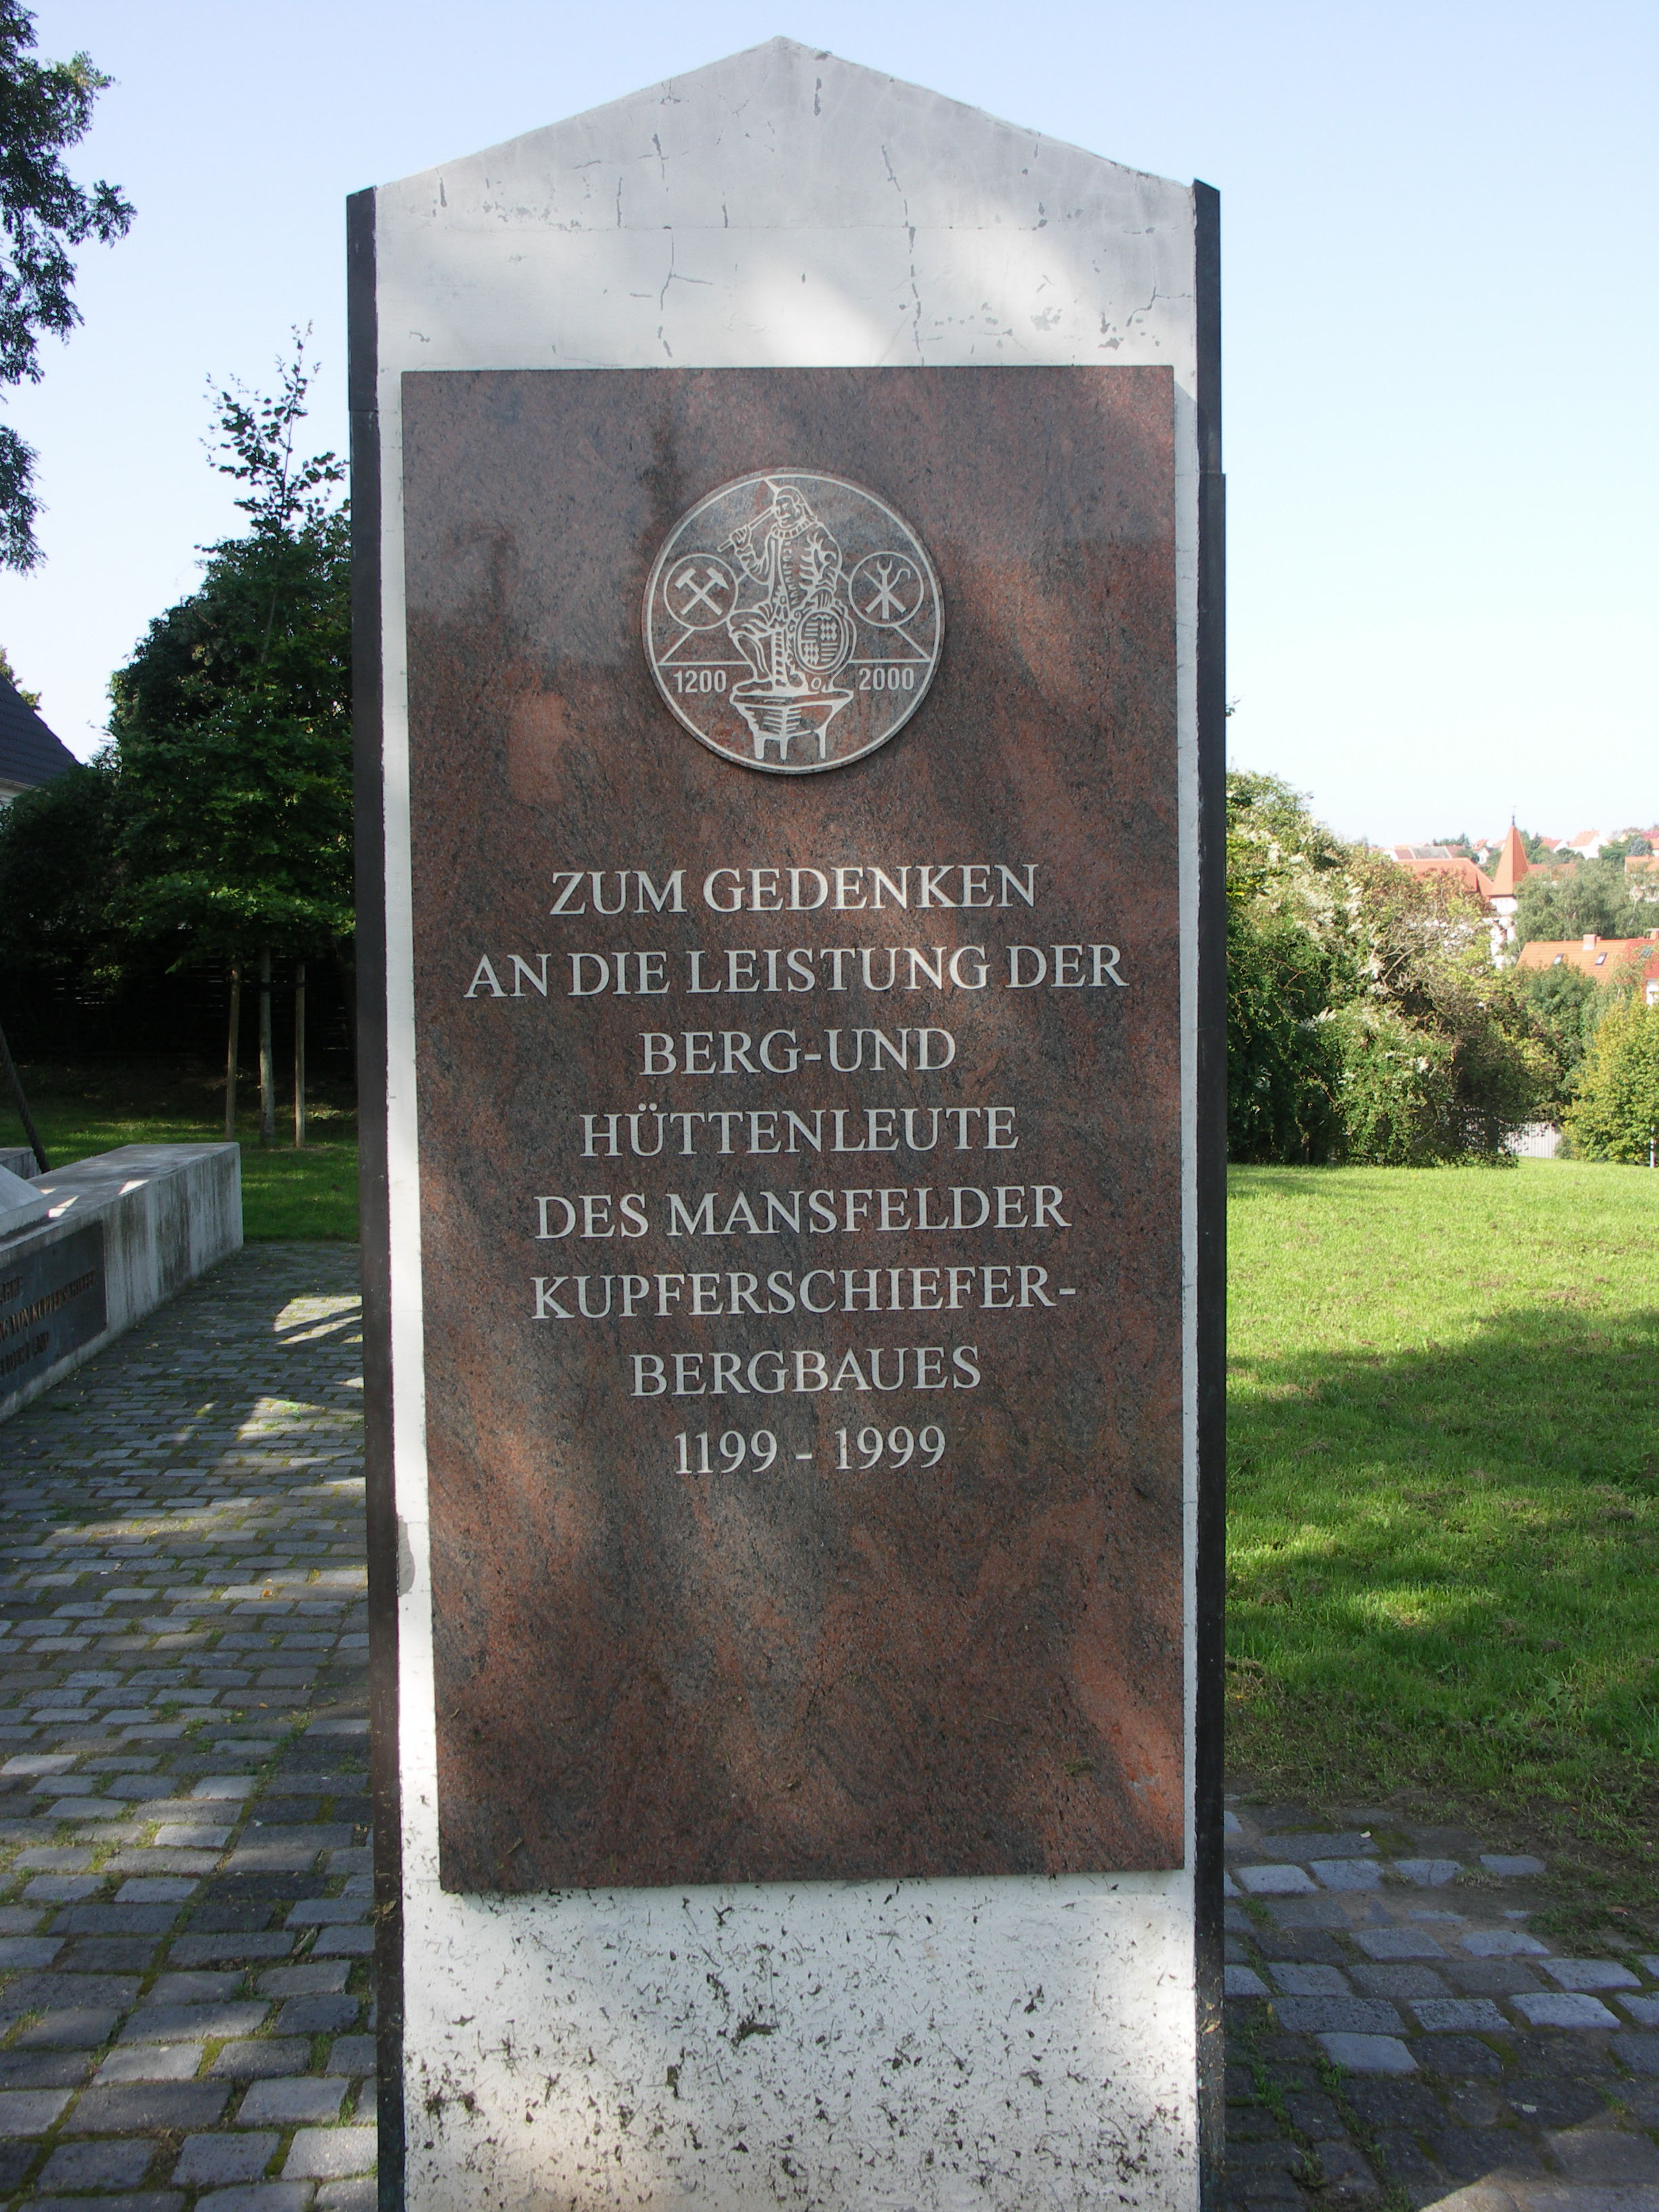 1200 2000
ZUM GEDENKEN
AN DIE LEISTUNG DER
BERG-UND
HÜTTENLEUTE
DES MANSFELDER
KUPFERSCHIEFER-
BERGBAUES
1199 - 1999